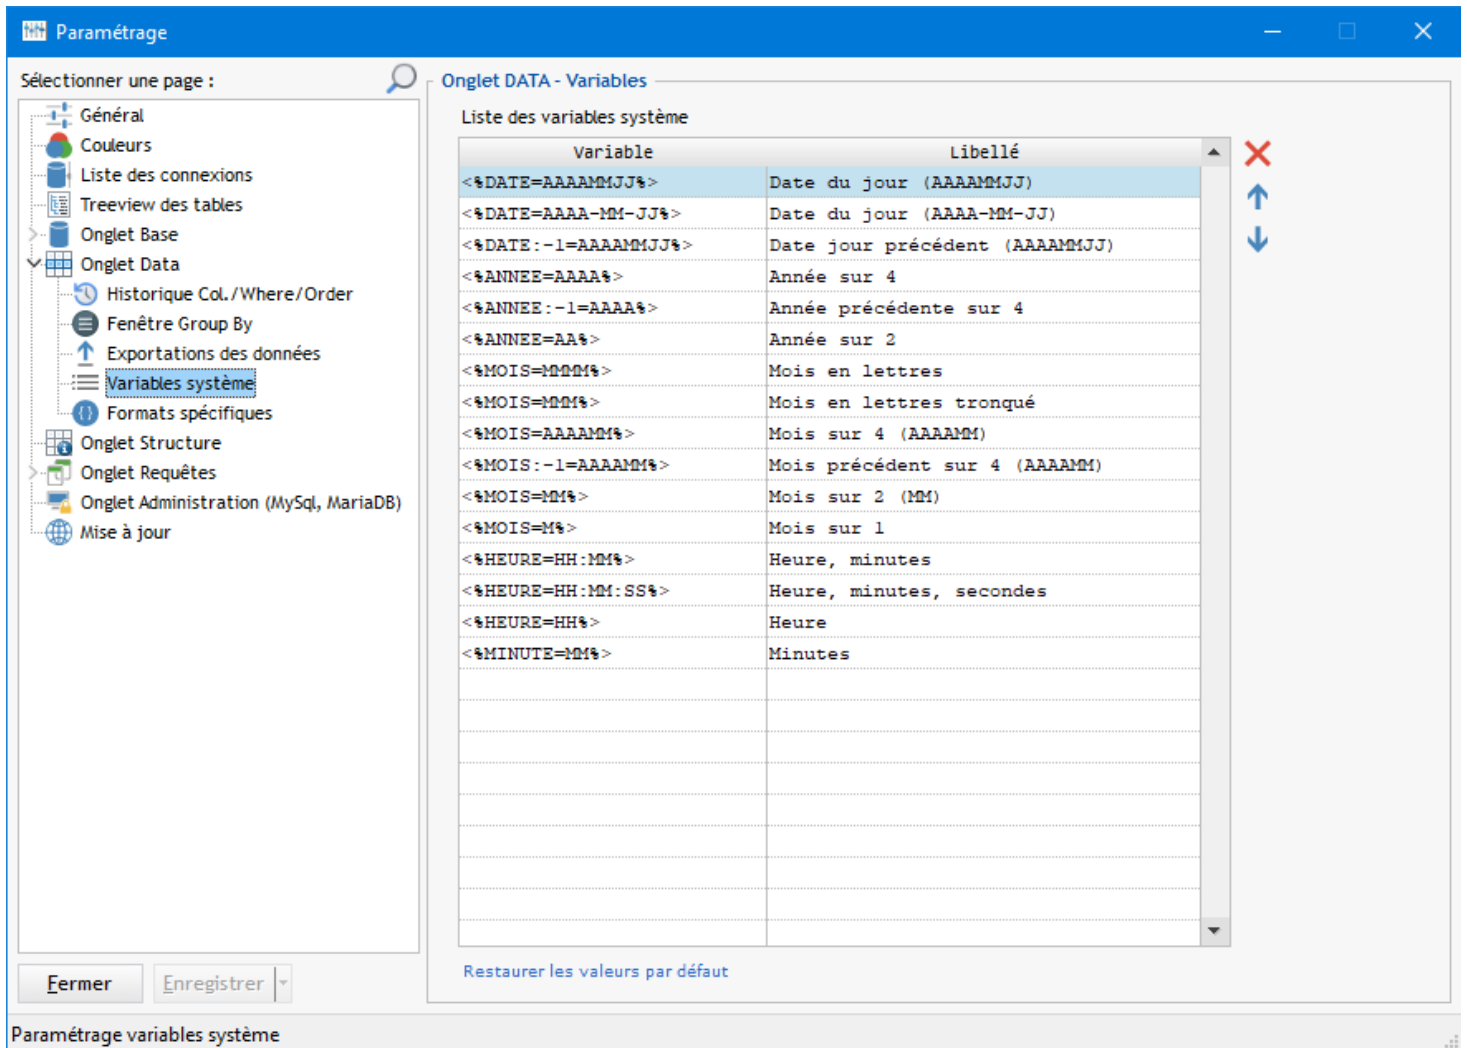 Paramétrage
Sélectionner une page :
Général
Couleurs
Liste des connexions
Treeview des tables
Onglet Base
Onglet Data
Historique Col./Where/Order
Fenêtre Group By
Exportations des données
Variables système
Formats spécifiques
Onglet Structure
Onglet Requêtes
Onglet Administration (MySql, MariaDB)
Mise à jour
Fermer
Enregistrer
Onglet DATA - Variables
Liste des variables système
Variable Libellé
<%DATE=AAAAMMJJ%> Date du jour (AAAAMMJJ)
<%DATE=AAAA-MM-JJ%> Date du jour (AAAA-MM-JJ)
<%DATE:-1=AAAAMMJJ%> Date jour précédent (AAAAMMJJ)
<%ANNEE=AAAA%> Année sur 4
<%ANNEE:-1=AAAA%> Année précédente sur 4
<%ANNEE=AA%> Année sur 2
<%MOIS=MMMM%> Mois en lettres
<%MOIS=MMM%> Mois en lettres tronqué
<%MOIS=AAAAMM%> Mois sur 4 (AAAAMM)
<%MOIS:-1=AAAAMM%> Mois précédent sur 4 (AAAAMM)
<%MOIS=MM%> Mois sur 2 (MM)
<%MOIS=M%> Mois sur 1
<%HEURE=HH:MM%> Heure, minutes
<%HEURE=HH:MM:SS%> Heure, minutes, secondes
<%HEURE=HH%> Heure
<%MINUTE=MM%> Minutes
Restaurer les valeurs par défaut
Paramétrage variables système